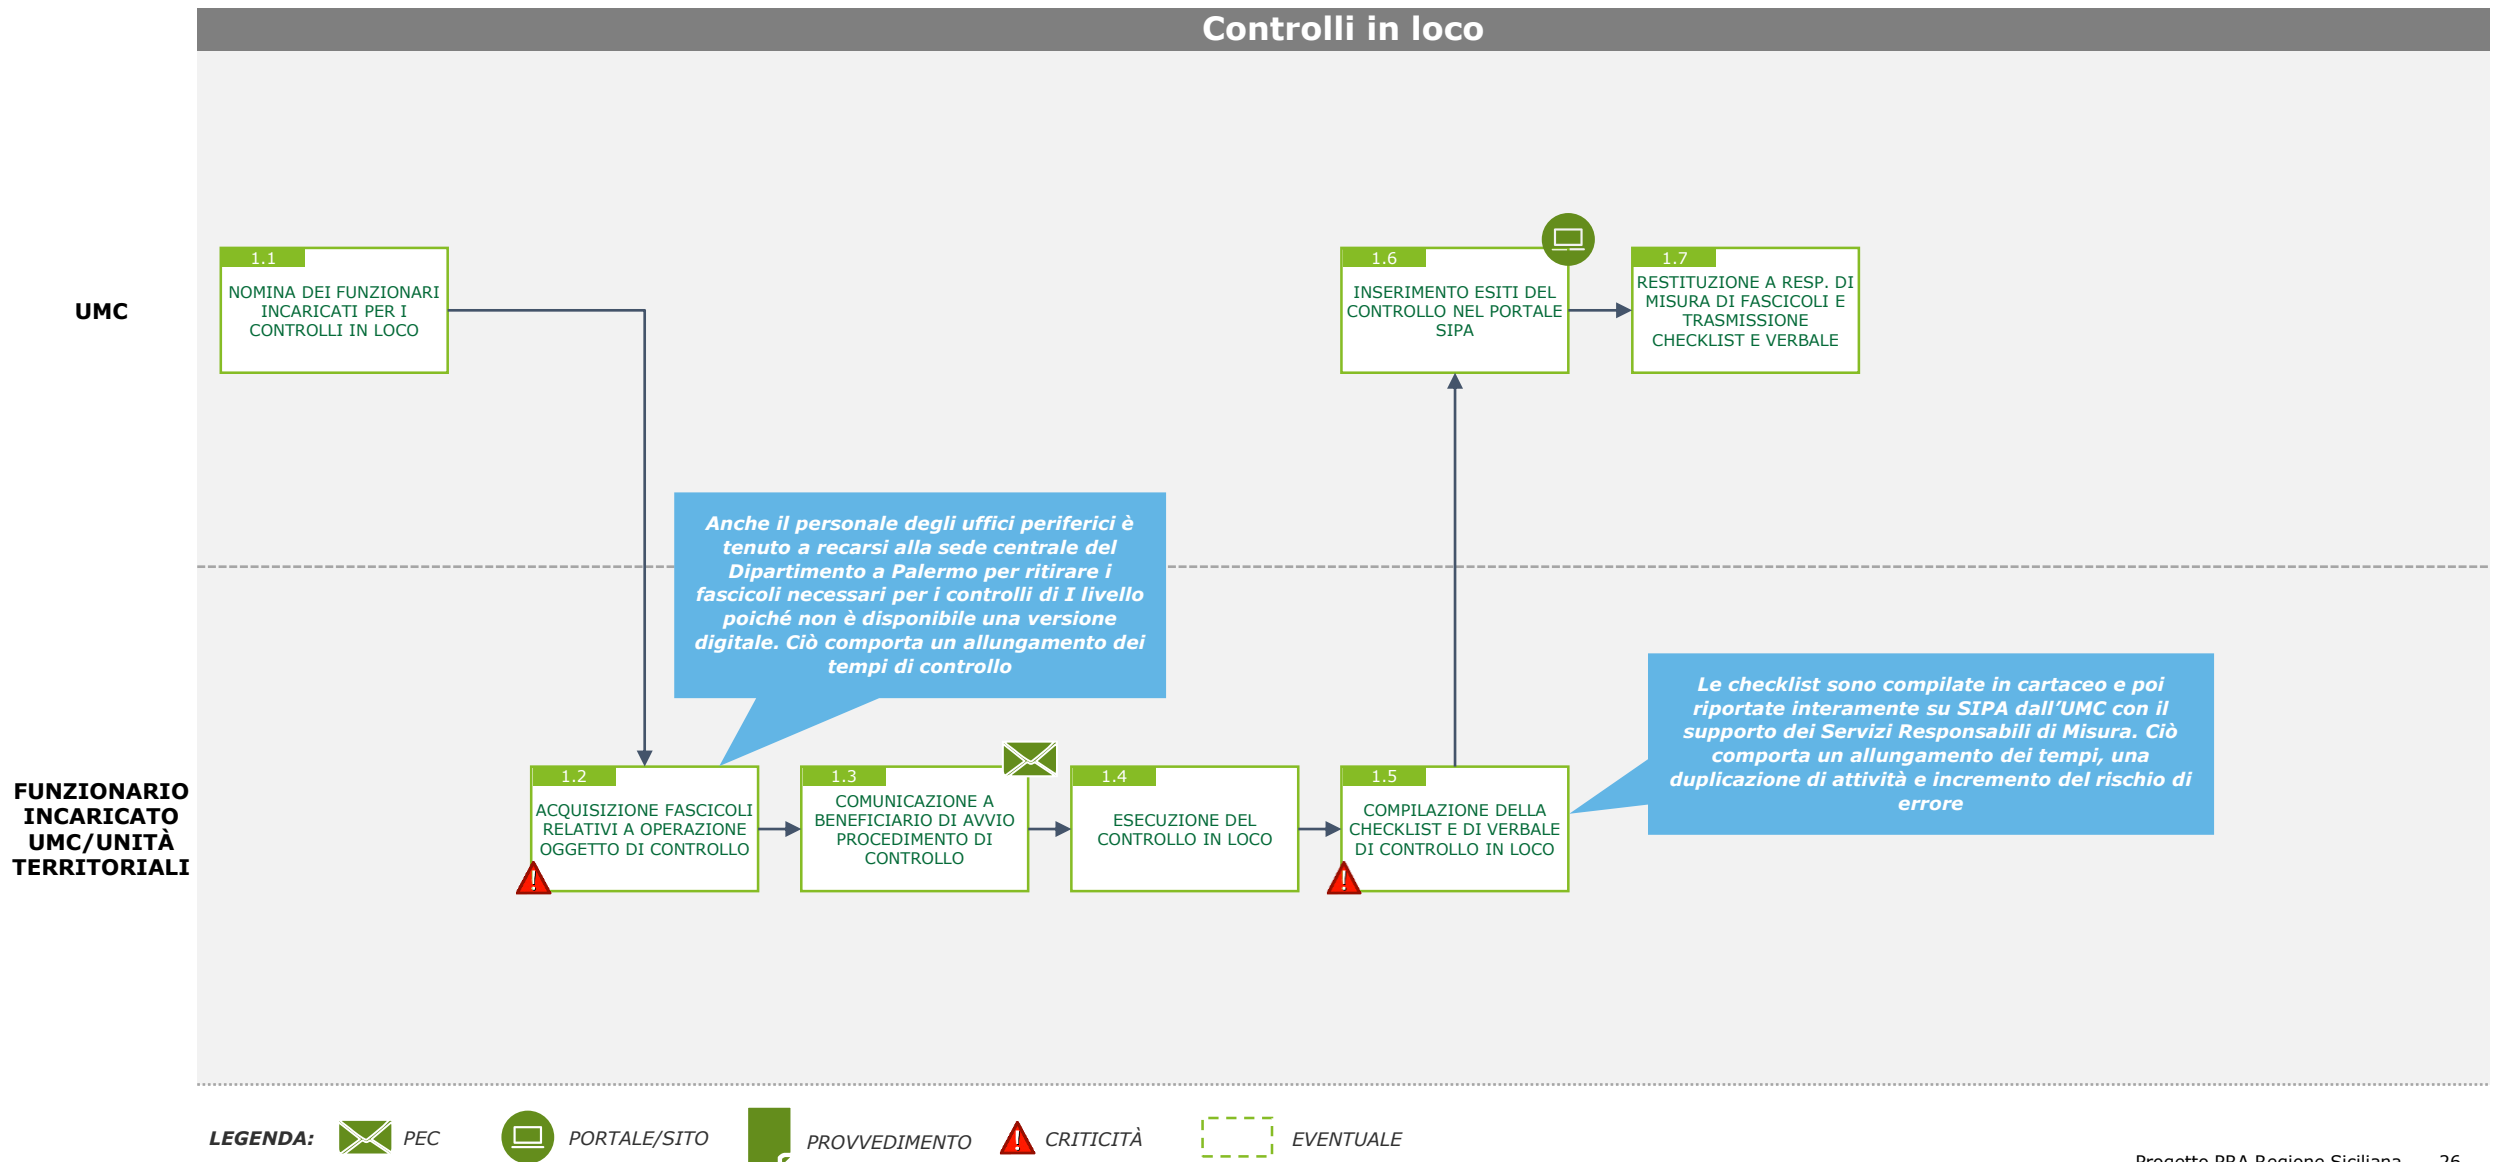 Controlli in loco
UMC
1.1
NOMINA DEI FUNZIONARI
INCARICATI PER I
CONTROLLI IN LOCO
1.6
INSERIMENTO ESITI DEL
CONTROLLO NEL PORTALE
SIPA
1.7
RESTITUZIONE A RESP. DI
MISURA DI FASCICOLI E
TRASMISSIONE
CHECKLIST E VERBALE
Anche il personale degli uffici periferici è
tenuto a recarsi alla sede centrale del
Dipartimento a Palermo per ritirare i
fascicoli necessari per i controlli di I livello
poiché non è disponibile una versione
digitale. Ciò comporta un allungamento dei
tempi di controllo
Le checklist sono compilate in cartaceo e poi
riportate interamente su SIPA dall’UMC con il
supporto dei Servizi Responsabili di Misura. Ciò
comporta un allungamento dei tempi, una
duplicazione di attività e incremento del rischio di
errore
FUNZIONARIO
INCARICATO
UMC/UNITÀ
TERRITORIALI
1.2
ACQUISIZIONE FASCICOLI
RELATIVI A OPERAZIONE
OGGETTO DI CONTROLLO
1.3
COMUNICAZIONE A
BENEFICIARIO DI AVVIO
PROCEDIMENTO DI
CONTROLLO
1.4
ESECUZIONE DEL
CONTROLLO IN LOCO
1.5
COMPILAZIONE DELLA
CHECKLIST E DI VERBALE
DI CONTROLLO IN LOCO
LEGENDA:
PEC
PORTALE/SITO
PROVVEDIMENTO
CRITICITÀ
EVENTUALE
Progetto PRA Regione Siciliana 26